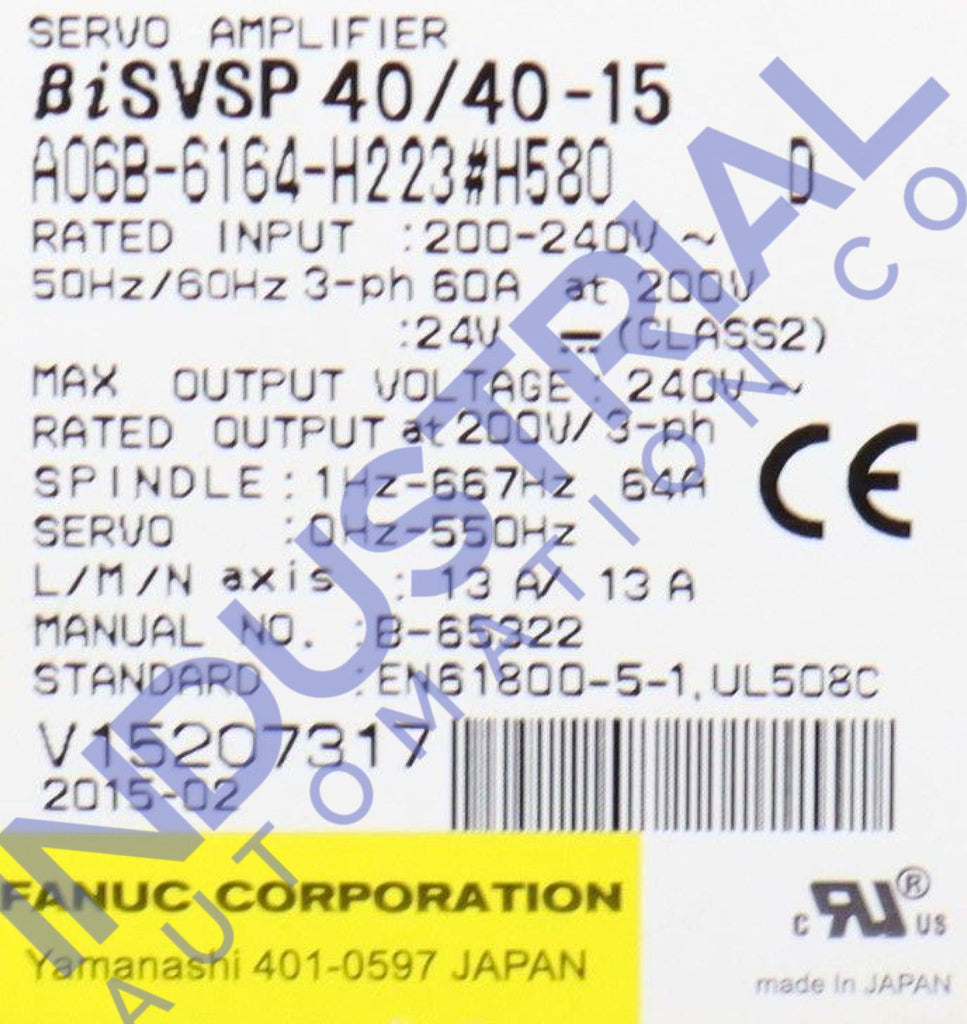 SERVO AMPLIFIER
βiSVSP 40/40-15
A06B-6164-H223#H580 D
RATED INPUT :200-240V ~
50Hz/60Hz 3-ph 60A at 200V
:24V ⎓ (CLASS2)
MAX OUTPUT VOLTAGE: 240V~
RATED OUTPUT at 200V/ 3-ph
SPINDLE: 1Hz-667Hz 64A
SERVO :0Hz-550Hz
L/M/N axis : 13 A/ 13 A
MANUAL NO. :B-65322
STANDARD :EN61800-5-1,UL508C
CE
V15207317
2015-02
FANUC CORPORATION
Yamanashi 401-0597 JAPAN
c RU ® US
made in JAPAN
INDUSTRIAL
AUTOMATION CO